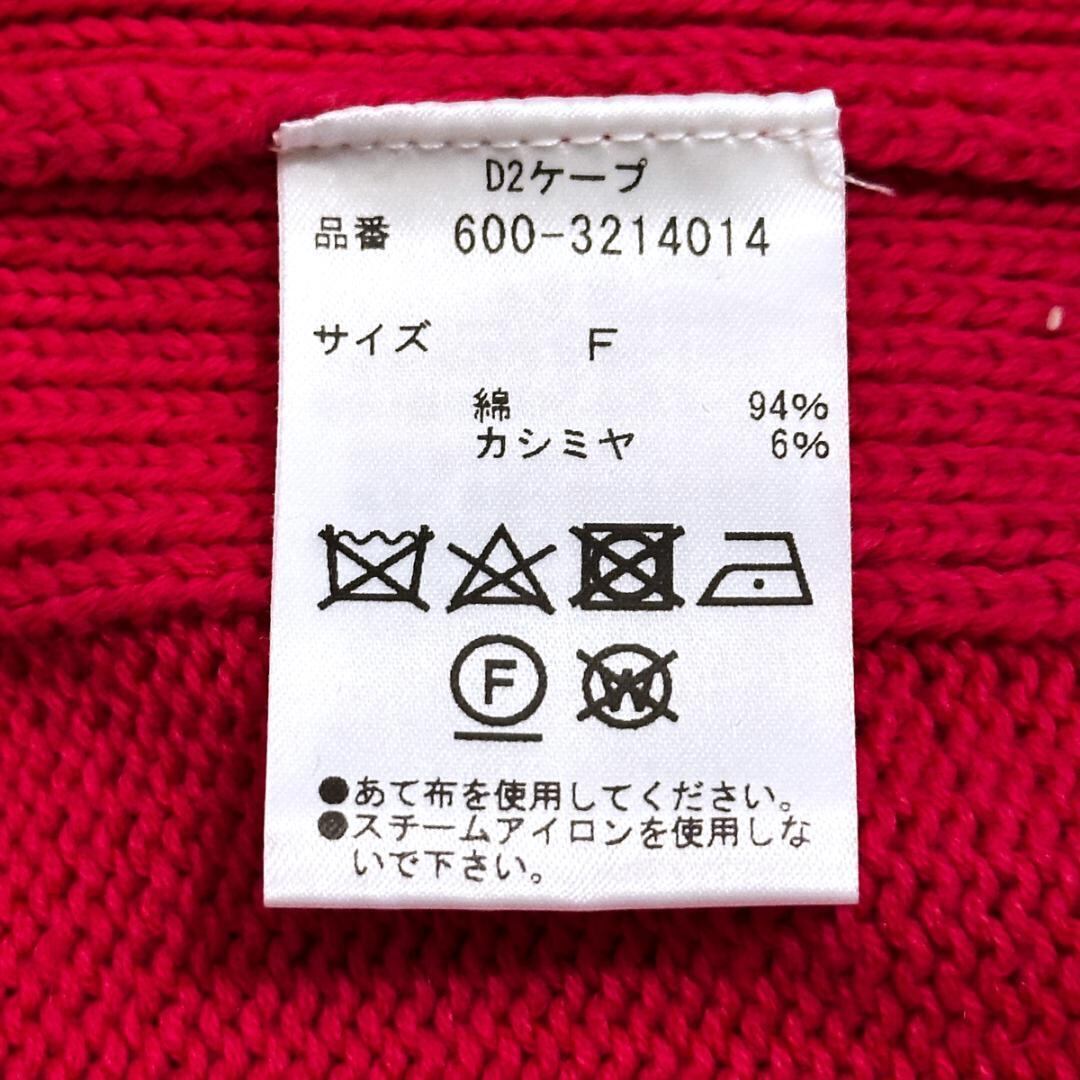 D2ケープ
品番 600-3214014
サイズ F
綿 94%
カシミヤ 6%
F W
●あて布を使用してください。
●スチームアイロンを使用しな
いで下さい。